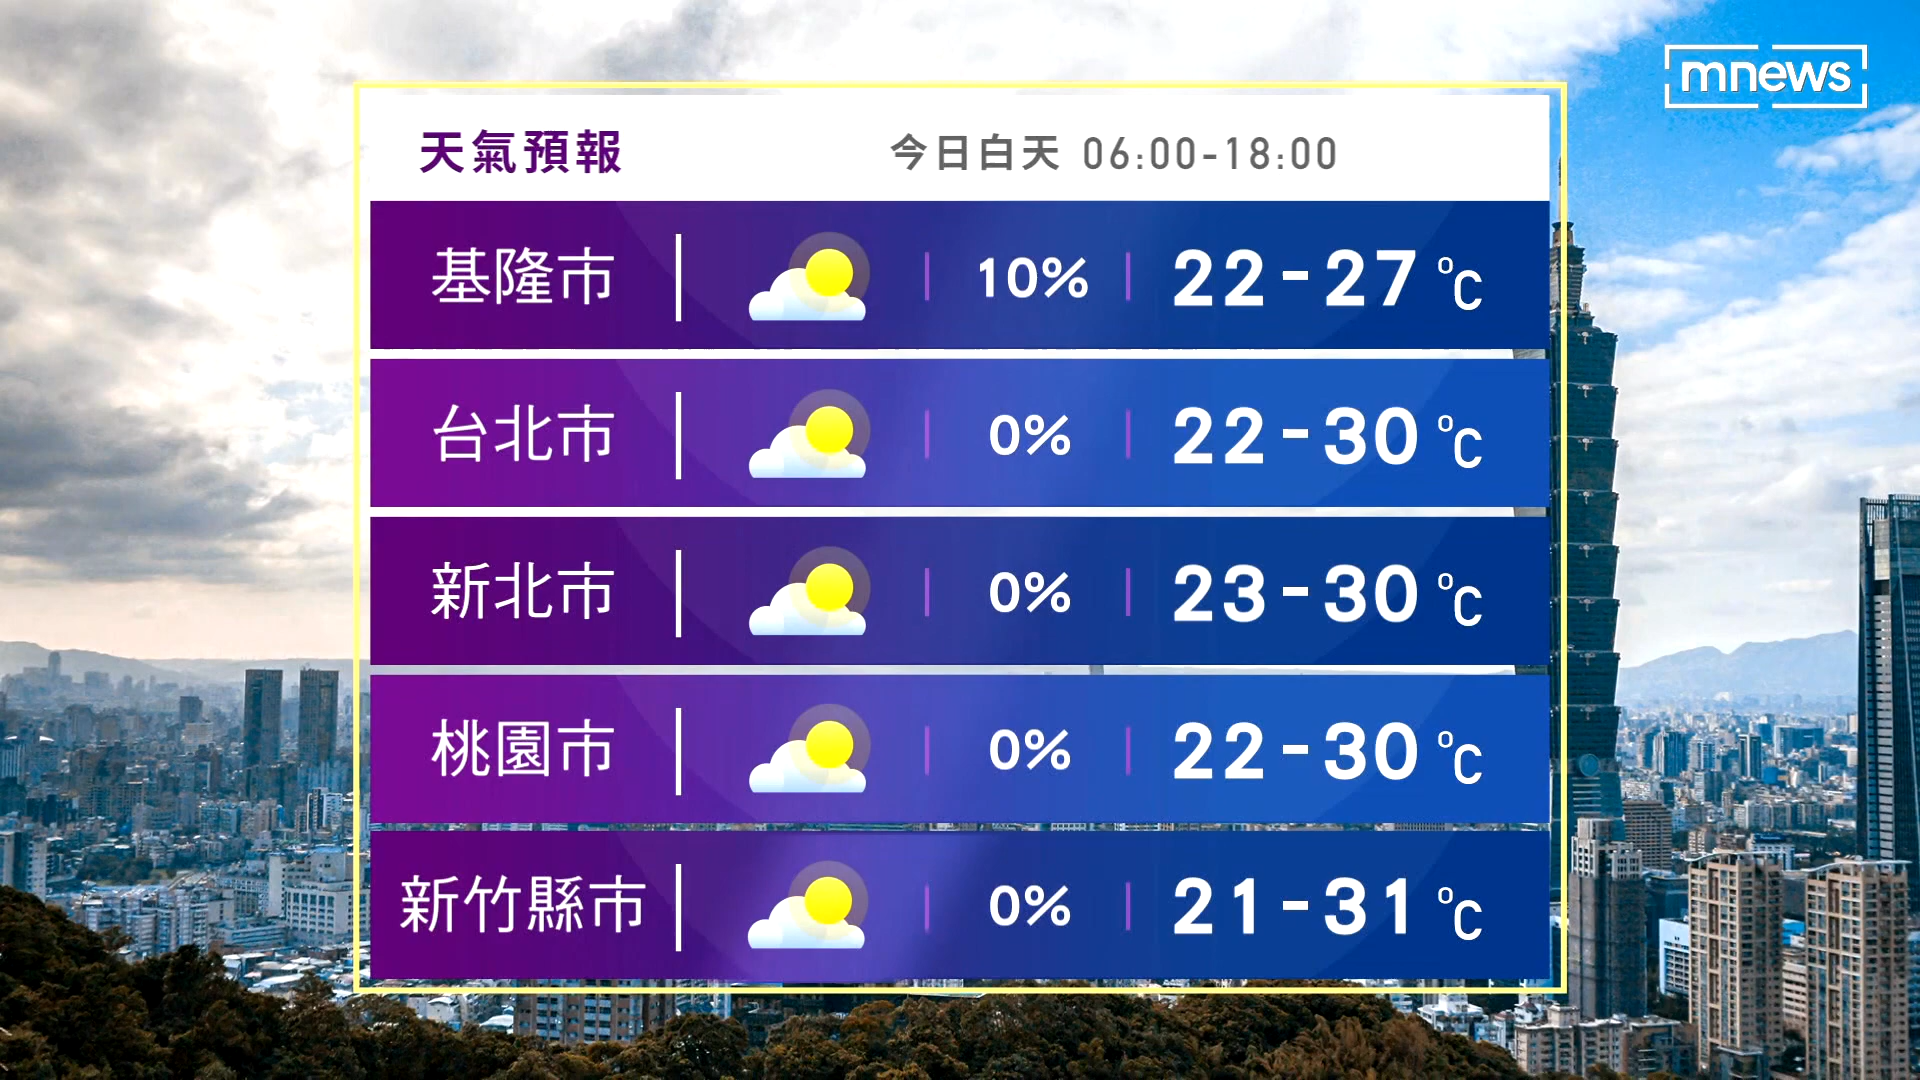 mnews
天氣預報 今日白天 06:00-18:00
基隆市 10% 22-27 °C
台北市 0% 22-30 °C
新北市 0% 23-30 °C
桃園市 0% 22-30 °C
新竹縣市 0% 21-31 °C